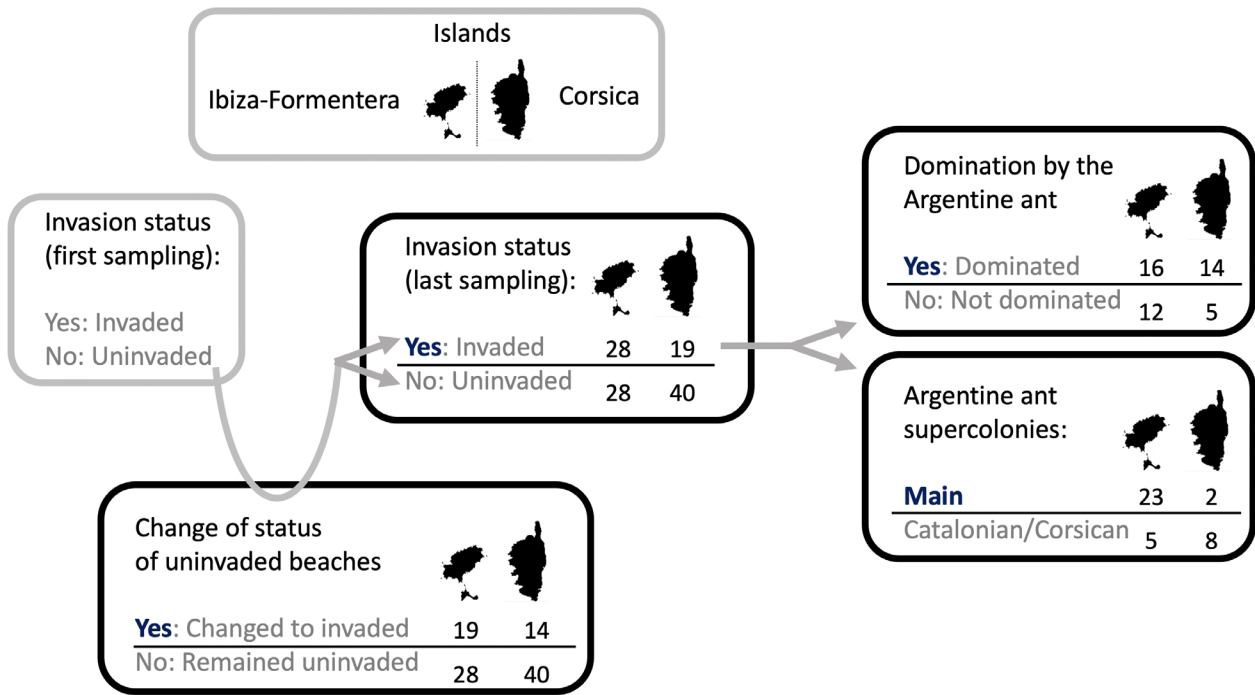 Islands
Ibiza-Formentera Corsica
Invasion status
(first sampling):
Yes: Invaded
No: Uninvaded
Invasion status
(last sampling):
Yes: Invaded 28 19
No: Uninvaded 28 40
Change of status
of uninvaded beaches
Yes: Changed to invaded 19 14
No: Remained uninvaded 28 40
Domination by the
Argentine ant
Yes: Dominated 16 14
No: Not dominated 12 5
Argentine ant
supercolonies:
Main 23 2
Catalonian/Corsican 5 8